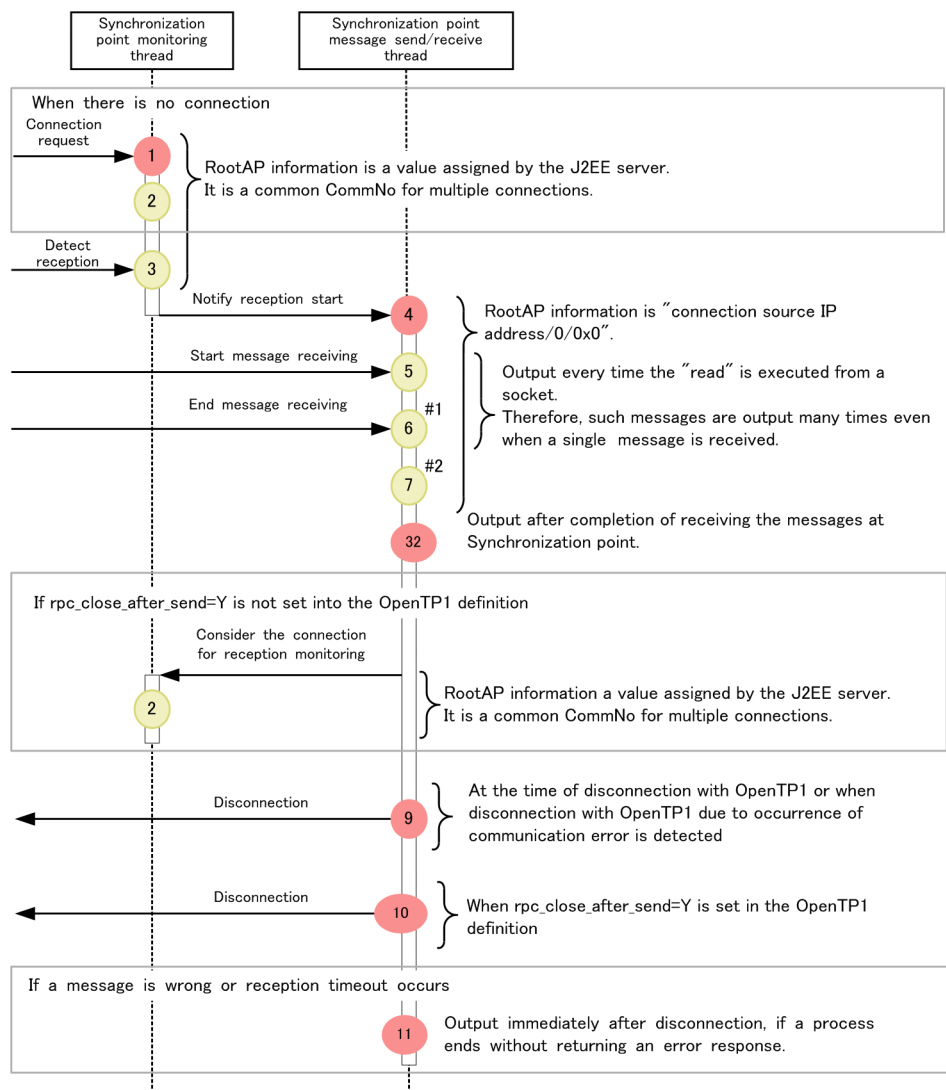 Synchronization
point monitoring
thread
Synchronization point
message send/receive
thread
When there is no connection
Connection
request
1
RootAP information is a value assigned by the J2EE server.
It is a common CommNo for multiple connections.
2
Detect
reception
3
Notify reception start
4
RootAP information is "connection source IP
address/0/0x0".
Start message receiving
5
Output every time the "read" is executed from a
socket.
Therefore, such messages are output many times even
when a single message is received.
End message receiving
#1
6
#2
7
Output after completion of receiving the messages at
Synchronization point.
32
If rpc_close_after_send=Y is not set into the OpenTP1 definition
Consider the connection
for reception monitoring
2
RootAP information a value assigned by the J2EE server.
It is a common CommNo for multiple connections.
Disconnection
9
At the time of disconnection with OpenTP1 or when
disconnection with OpenTP1 due to occurrence of
communication error is detected
Disconnection
10
When rpc_close_after_send=Y is set in the OpenTP1
definition
If a message is wrong or reception timeout occurs
11
Output immediately after disconnection, if a process
ends without returning an error response.